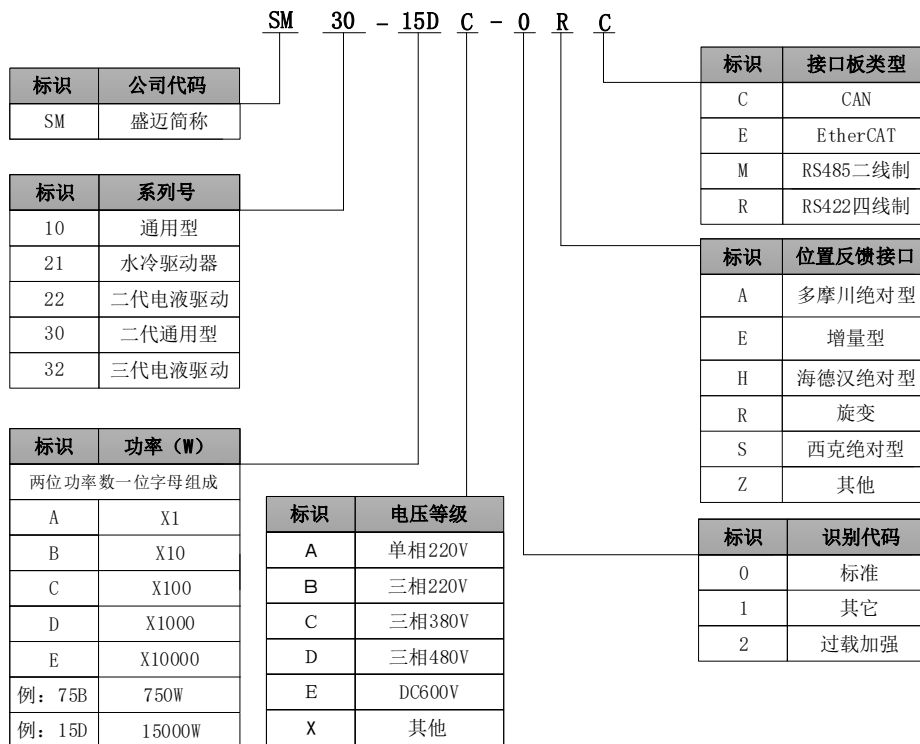 SM 30 - 15D C - 0 R C
标识 公司代码
SM 盛迈简称
标识 系列号
10 通用型
21 水冷驱动器
22 二代电液驱动
30 二代通用型
32 三代电液驱动
标识 功率（W）
两位功率数一位字母组成
A X1
B X10
C X100
D X1000
E X10000
例：75B 750W
例：15D 15000W
标识 电压等级
A 单相220V
B 三相220V
C 三相380V
D 三相480V
E DC600V
X 其他
标识 接口板类型
C CAN
E EtherCAT
M RS485二线制
R RS422四线制
标识 位置反馈接口
A 多摩川绝对型
E 增量型
H 海德汉绝对型
R 旋变
S 西克绝对型
Z 其他
标识 识别代码
0 标准
1 其它
2 过载加强